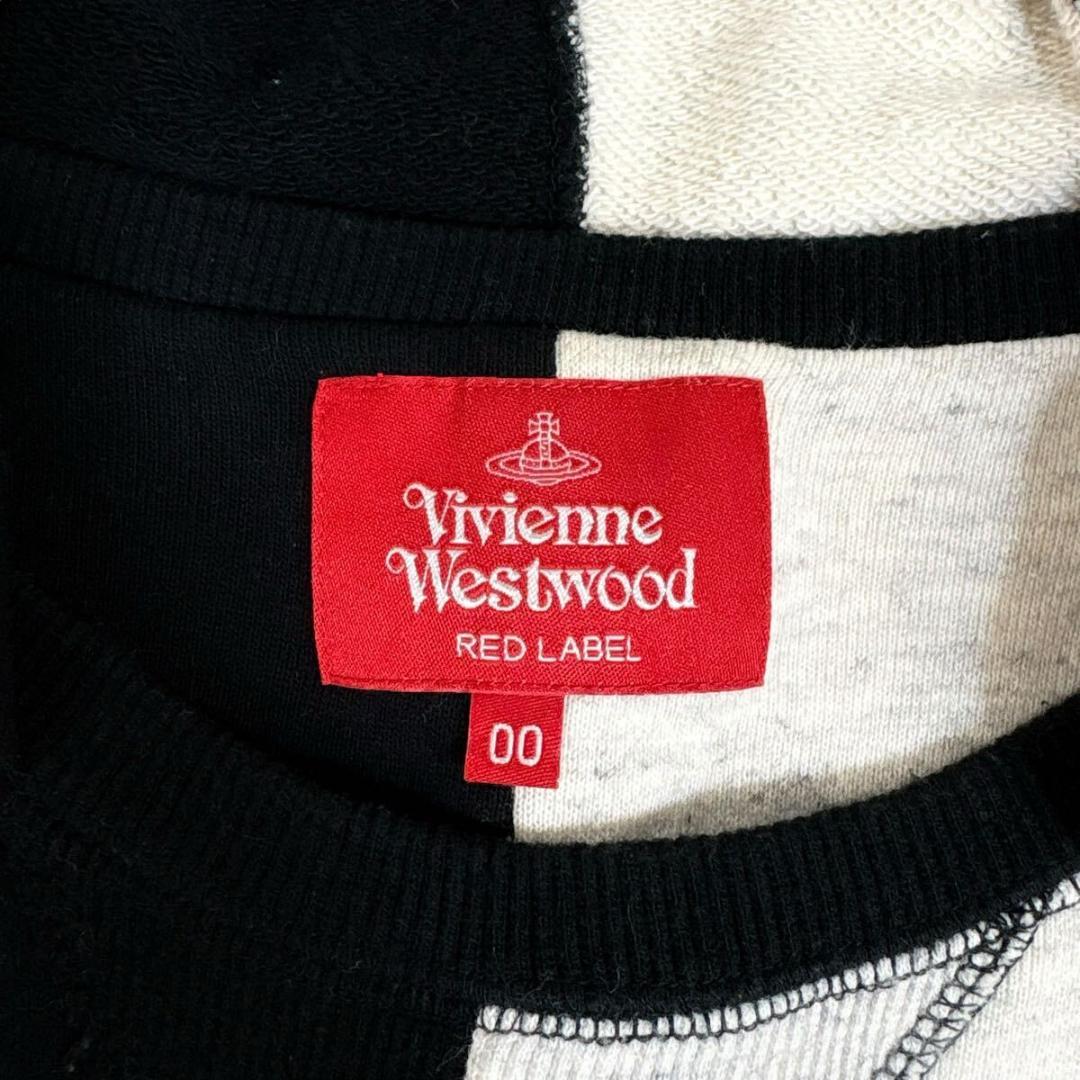 Vivienne
Westwood
RED LABEL
00